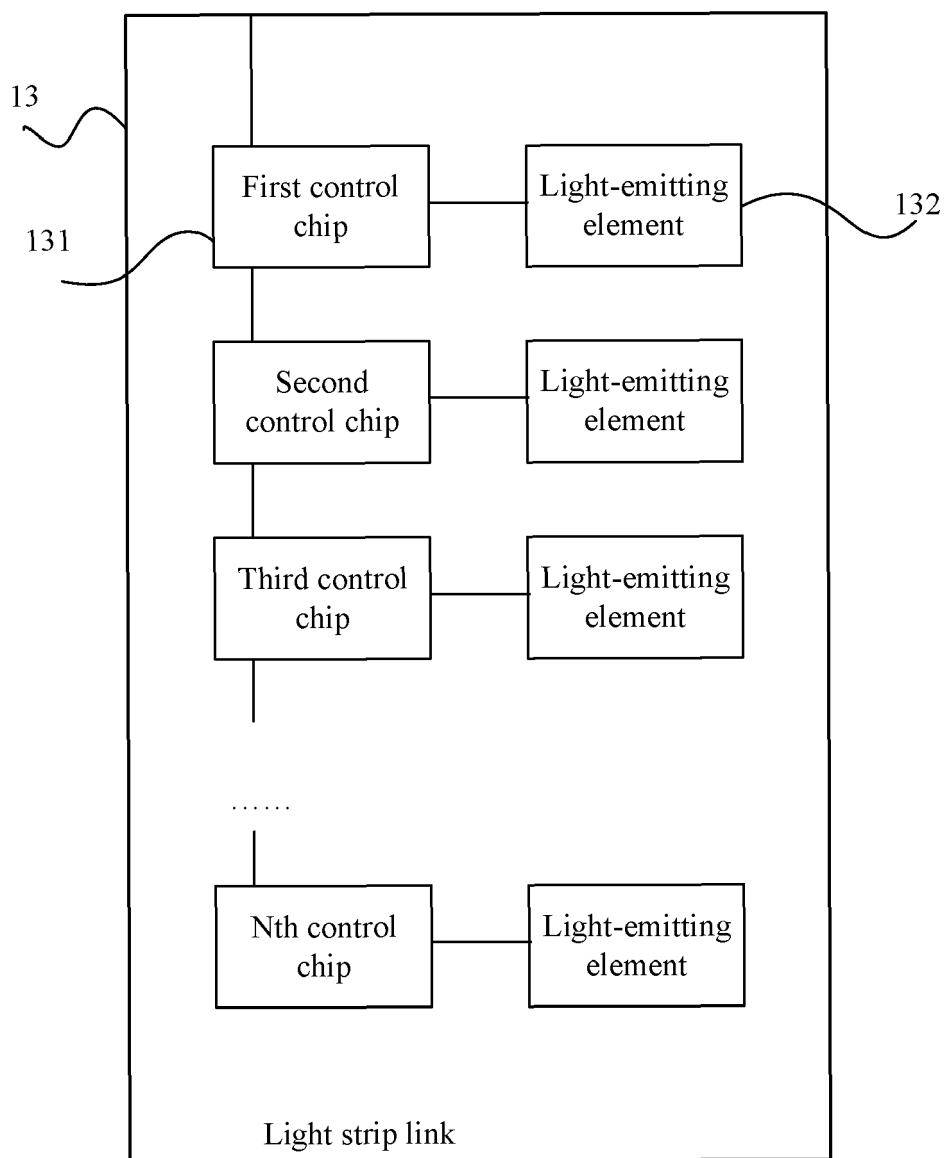 13
First control
chip
Light-emitting
element
132
131
Second
control chip
Light-emitting
element
Third control
chip
Light-emitting
element
……
Nth control
chip
Light-emitting
element
Light strip link